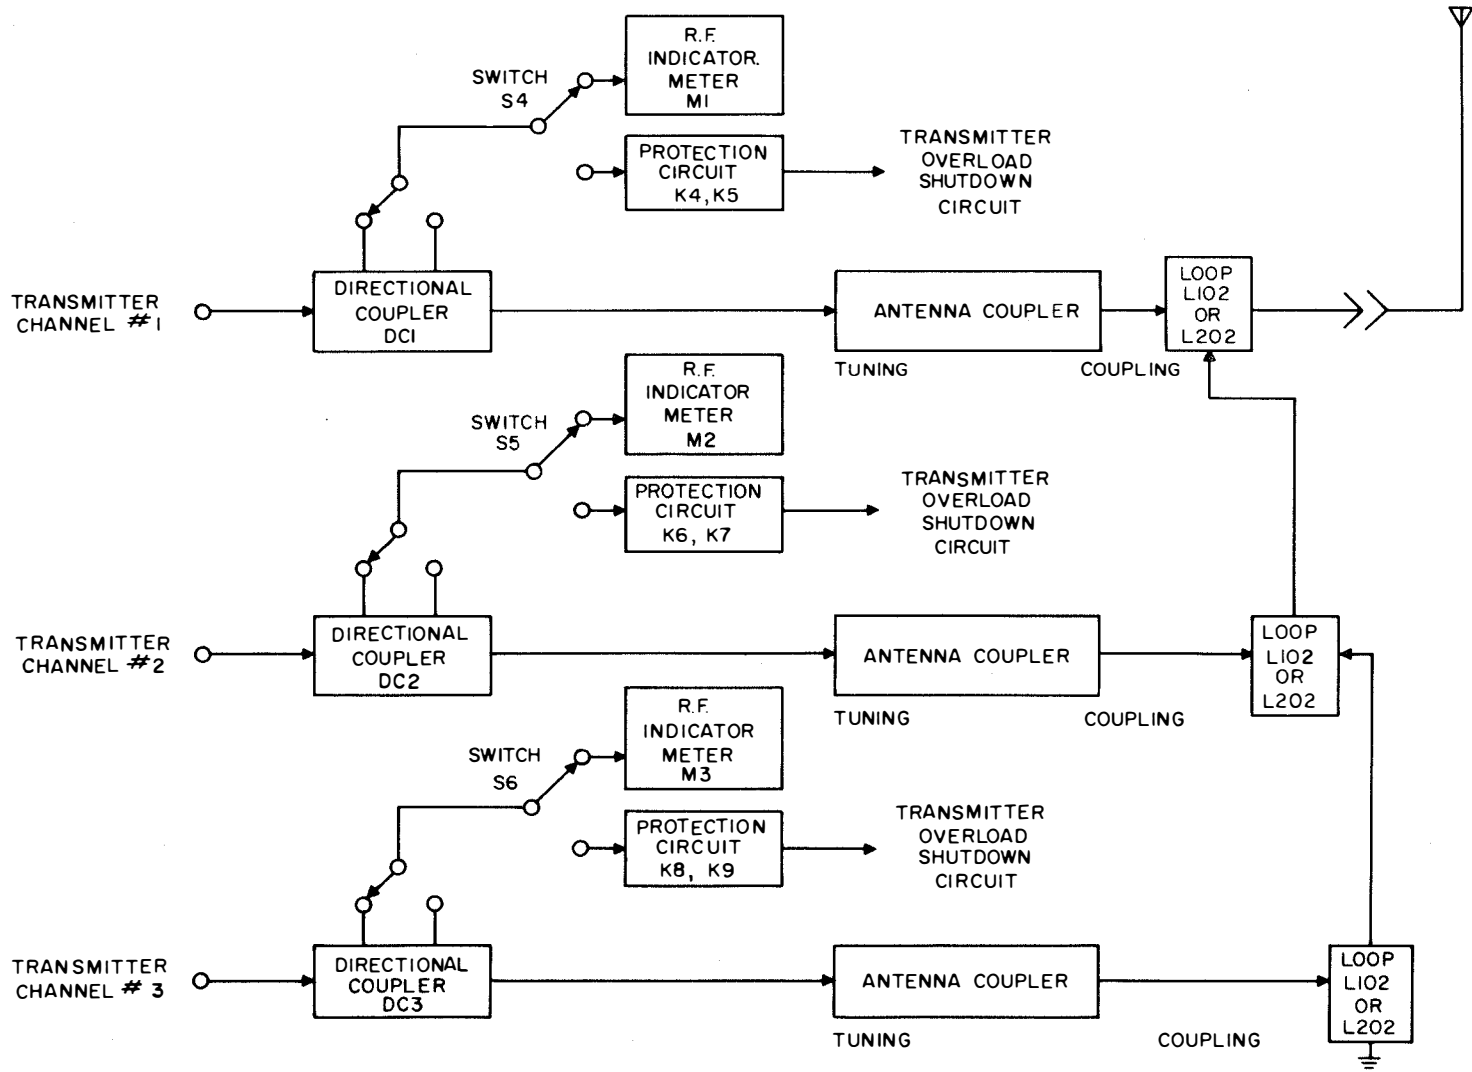 R.F.
INDICATOR.
METER
M1
SWITCH
S4
PROTECTION
CIRCUIT
K4, K5
TRANSMITTER
OVERLOAD
SHUTDOWN
CIRCUIT
TRANSMITTER
CHANNEL #1
DIRECTIONAL
COUPLER
DC1
ANTENNA COUPLER
LOOP
L102
OR
L202
TUNING
COUPLING
R.F.
INDICATOR
METER
M2
SWITCH
S5
PROTECTION
CIRCUIT
K6, K7
TRANSMITTER
OVERLOAD
SHUTDOWN
CIRCUIT
TRANSMITTER
CHANNEL #2
DIRECTIONAL
COUPLER
DC2
ANTENNA COUPLER
LOOP
L102
OR
L202
TUNING
COUPLING
R.F.
INDICATOR
METER
M3
SWITCH
S6
PROTECTION
CIRCUIT
K8, K9
TRANSMITTER
OVERLOAD
SHUTDOWN
CIRCUIT
TRANSMITTER
CHANNEL # 3
DIRECTIONAL
COUPLER
DC3
ANTENNA COUPLER
LOOP
L102
OR
L202
TUNING
COUPLING